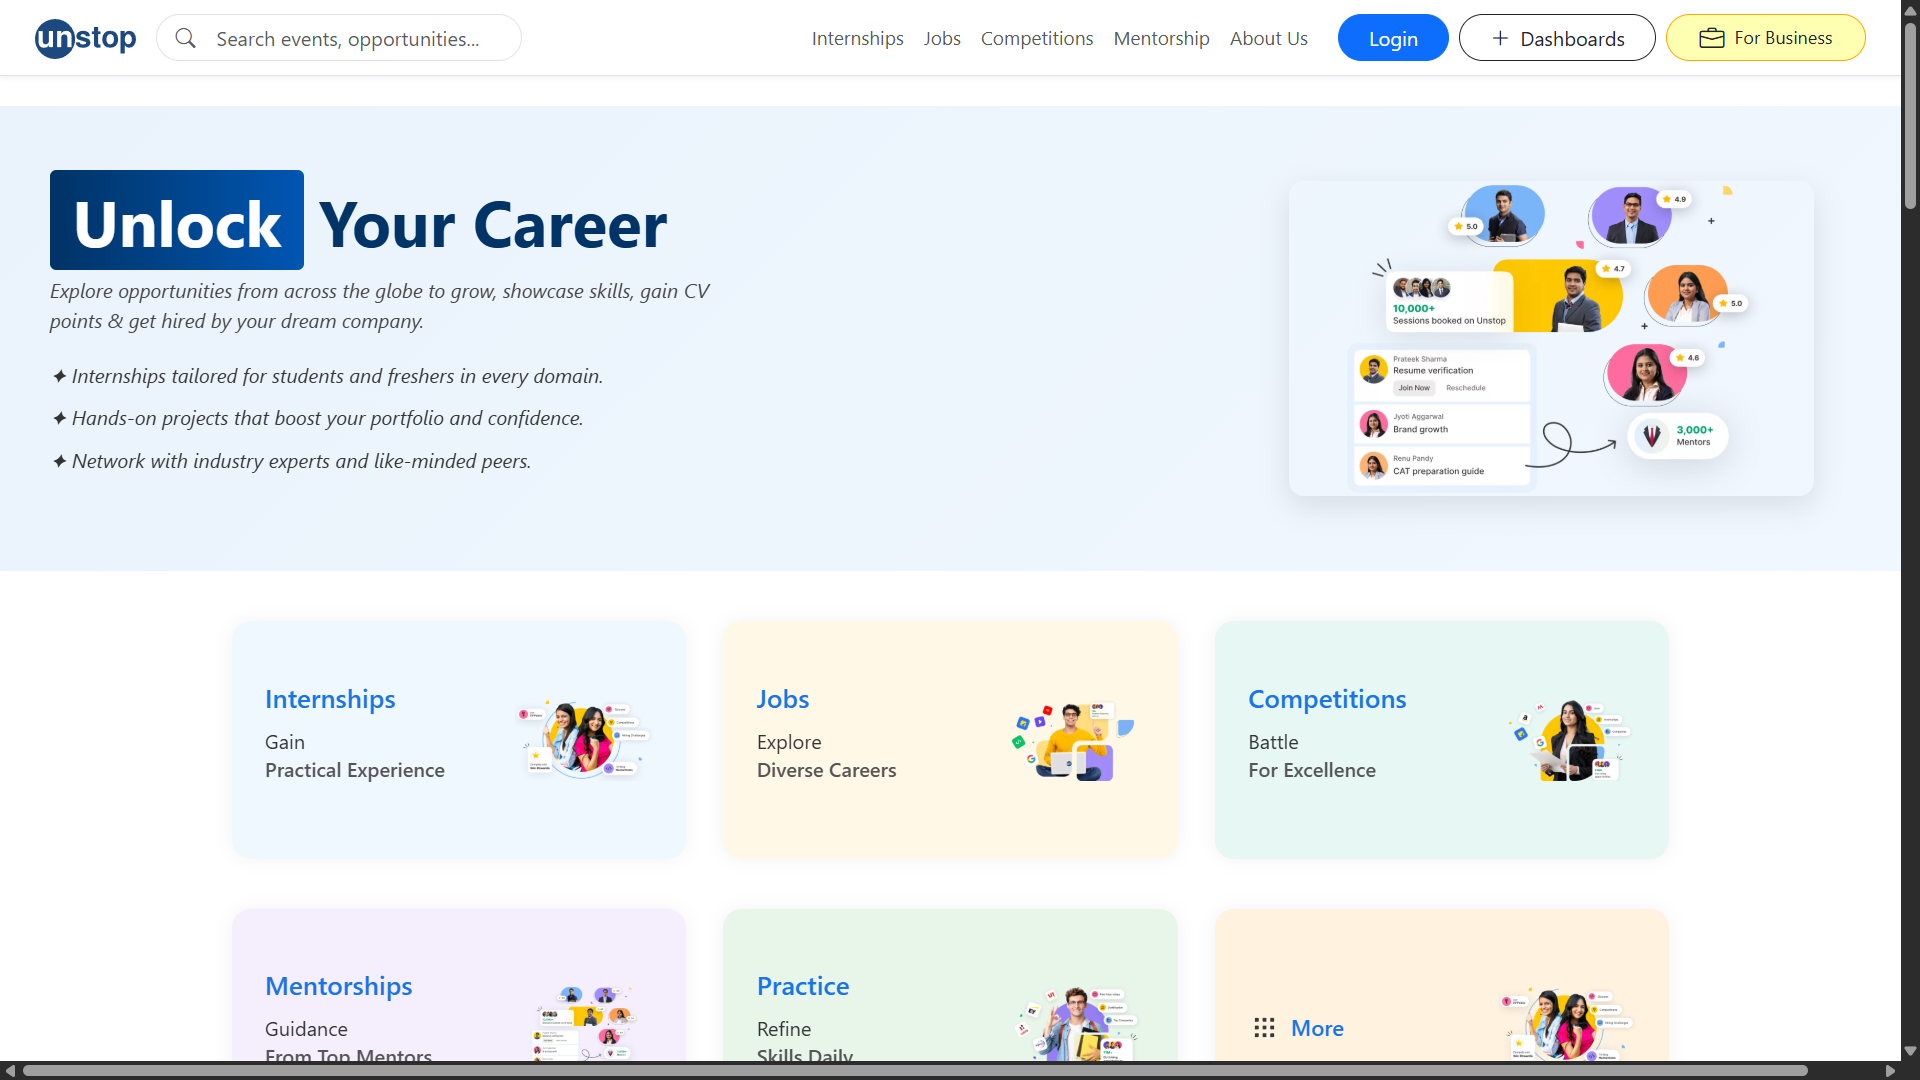 unstop
Search events, opportunities...
Internships
Jobs
Competitions
Mentorship
About Us
Login
+ Dashboards
For Business
Unlock Your Career
Explore opportunities from across the globe to grow, showcase skills, gain CV
points & get hired by your dream company.
✦ Internships tailored for students and freshers in every domain.
✦ Hands-on projects that boost your portfolio and confidence.
✦ Network with industry experts and like-minded peers.
5.0
4.9
4.7
5.0
10,000+
Sessions booked on Unstop
4.6
Prateek Sharma
Resume verification
Join Now
Reschedule
Jyoti Aggarwal
Brand growth
Renu Pandy
CAT preparation guide
3,000+
Mentors
Internships
Gain
Practical Experience
Jobs
Explore
Diverse Careers
Competitions
Battle
For Excellence
Mentorships
Guidance
From Top Mentors
Practice
Refine
Skills Daily
More